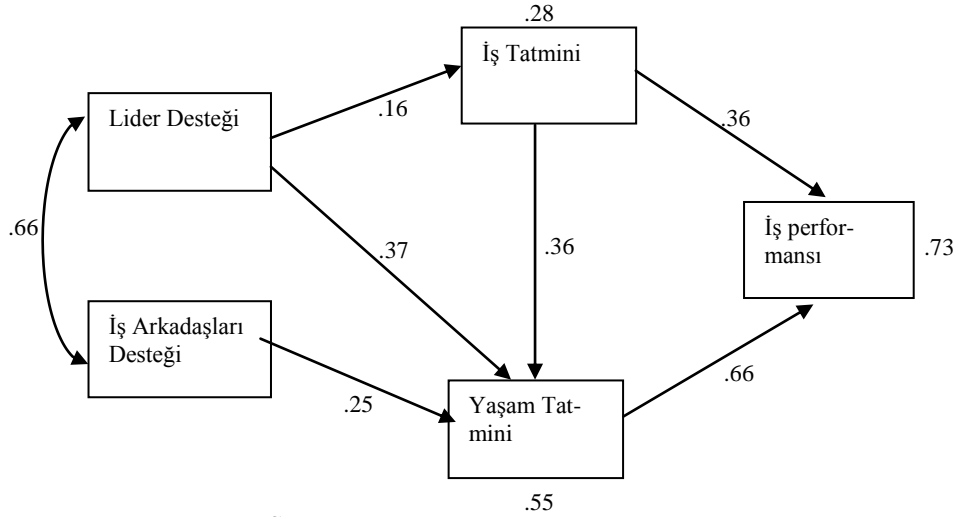 .28
İş Tatmini
Lider Desteği
.16
.36
.66
İş perfor-
mansı
.73
.37
.36
İş Arkadaşları
Desteği
.66
.25
Yaşam Tat-
mini
.55